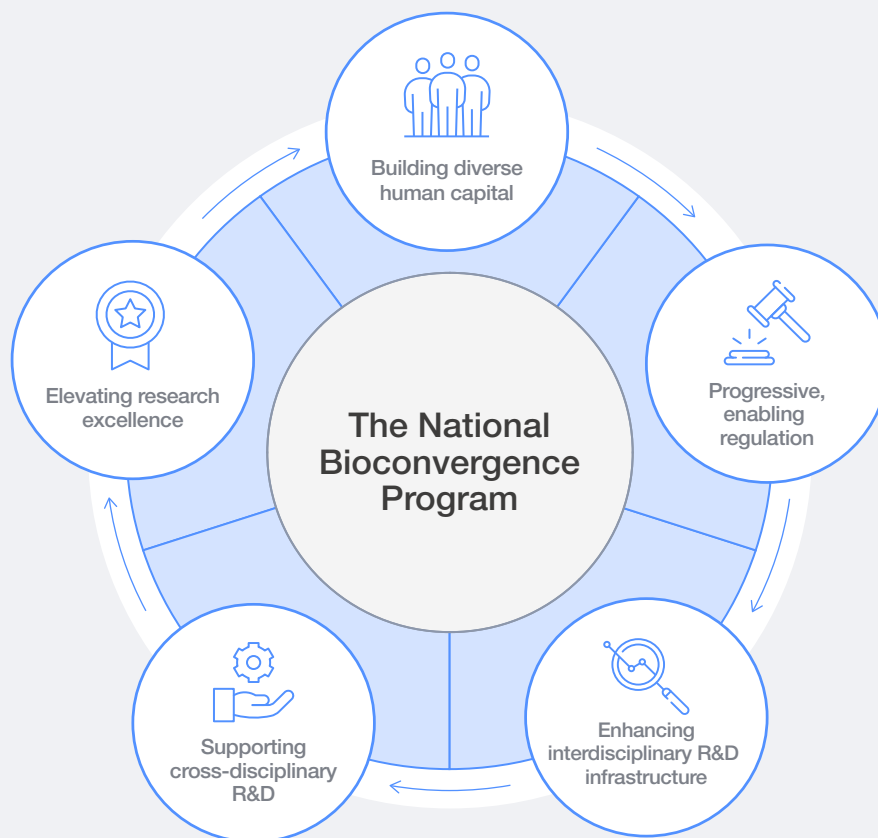 Building diverse
human capital
Progressive,
enabling
regulation
Enhancing
interdisciplinary R&D
infrastructure
Supporting
cross-disciplinary
R&D
Elevating research
excellence
The National
Bioconvergence
Program